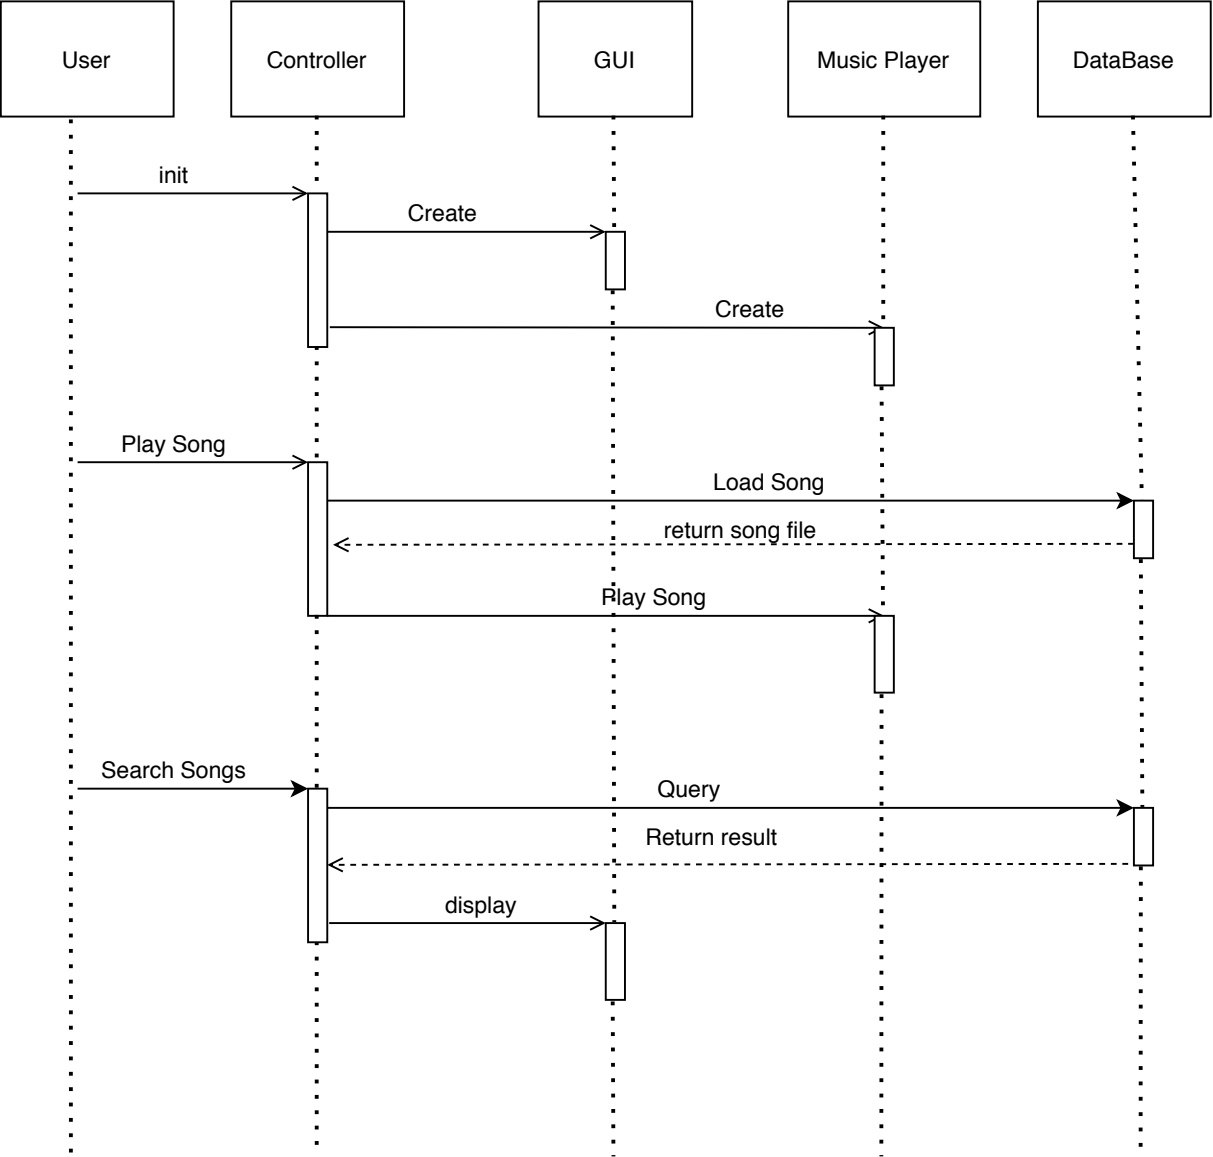 User
Controller
GUI
Music Player
DataBase
init
Create
Create
Play Song
Load Song
return song file
Play Song
Search Songs
Query
Return result
display